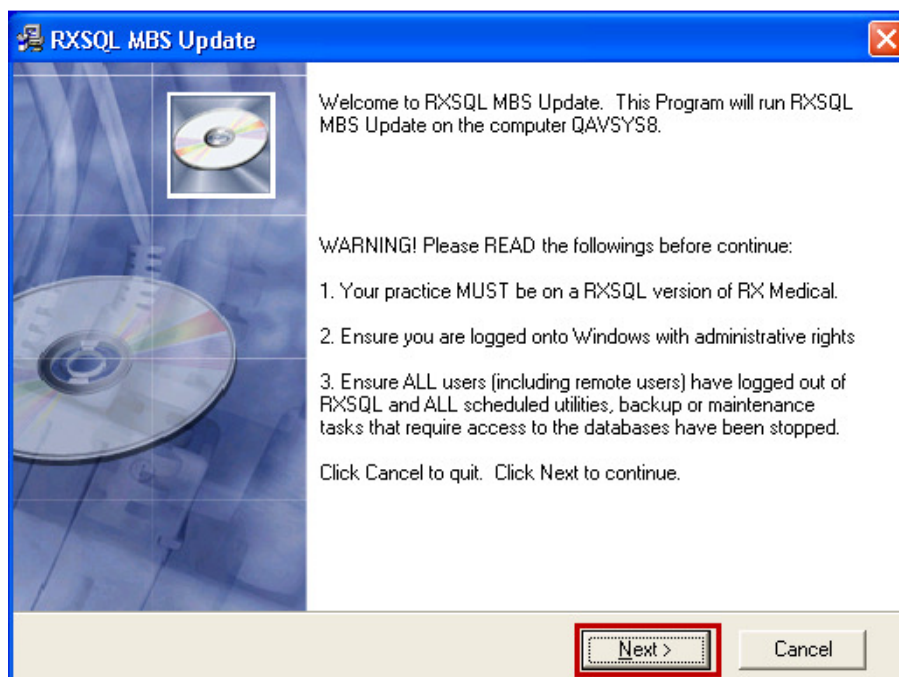 RXSQL MBS Update
Welcome to RXSQL MBS Update.  This Program will run RXSQL
MBS Update on the computer QAVSYS8.
WARNING! Please READ the followings before continue:
1. Your practice MUST be on a RXSQL version of RX Medical.
2. Ensure you are logged onto Windows with administrative rights
3. Ensure ALL users (including remote users) have logged out of
RXSQL and ALL scheduled utilities, backup or maintenance
tasks that require access to the databases have been stopped.
Click Cancel to quit.  Click Next to continue.
Next >
Cancel